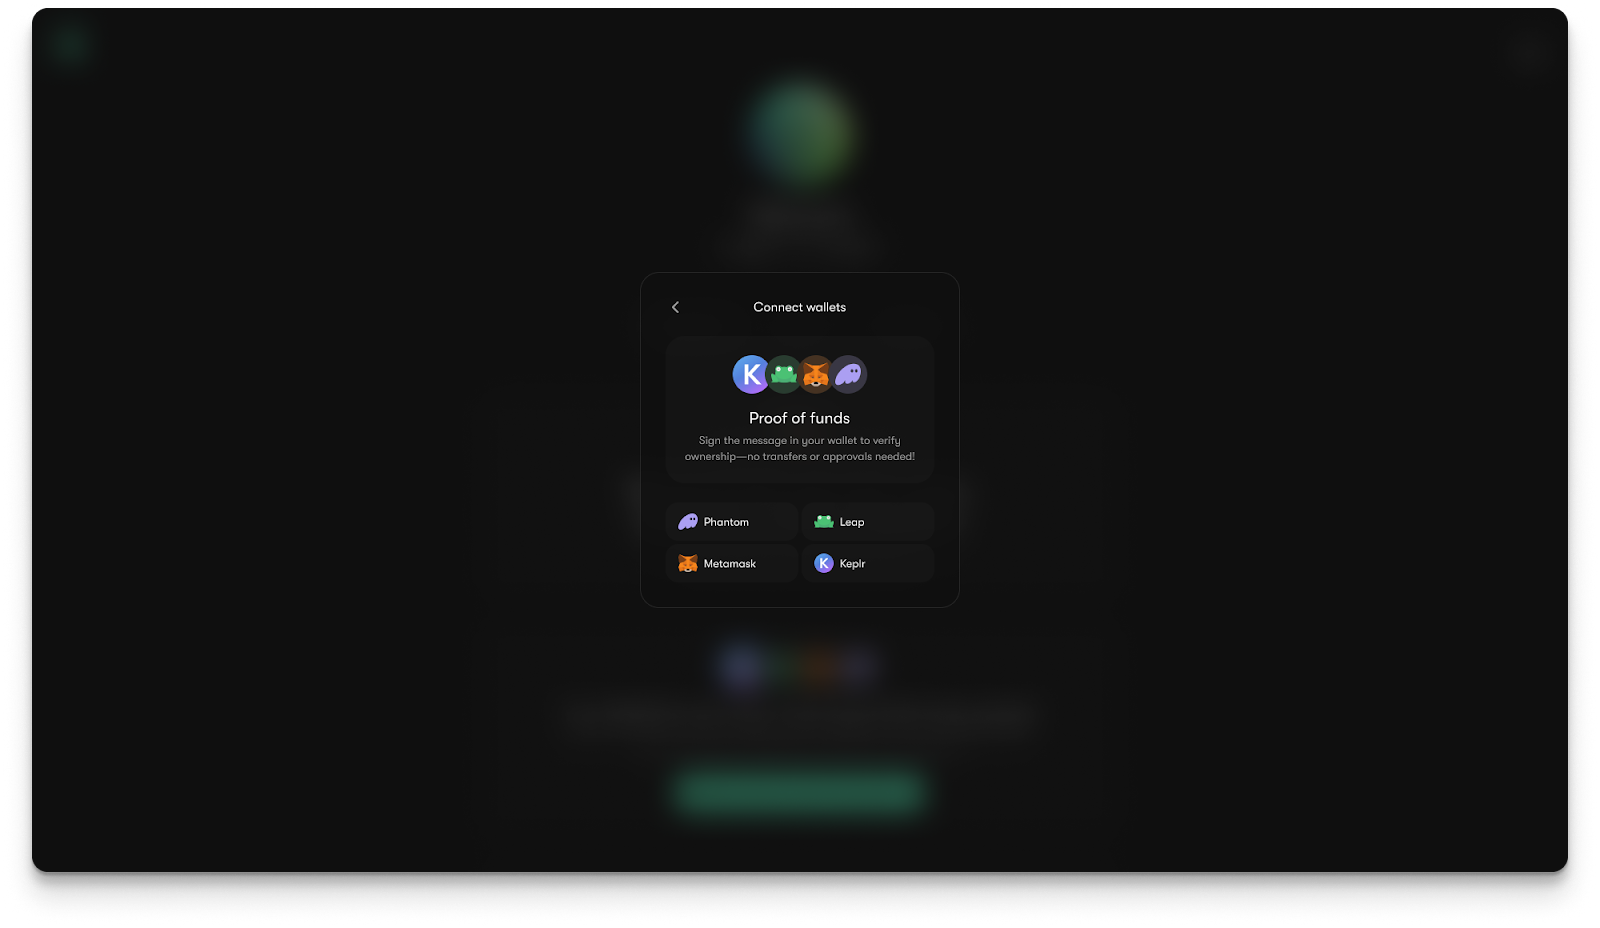 Connect wallets
K
Proof of funds
Sign the message in your wallet to verify
ownership—no transfers or approvals needed!
Phantom
Leap
Metamask
K Keplr